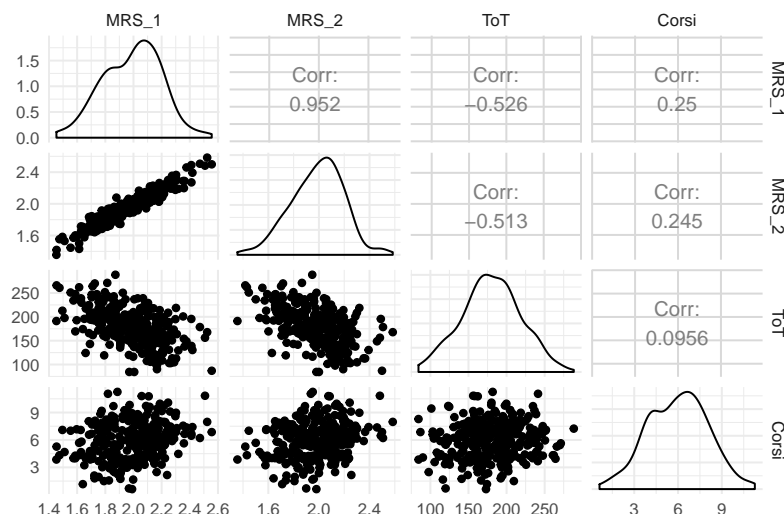 MRS_1 MRS_2 ToT Corsi
1.5
1.0
0.5
0.0
Corr:
0.952
Corr:
−0.526
Corr:
0.25
MRS_1
2.4
2.0
1.6
Corr:
−0.513
Corr:
0.245
MRS_2
250
200
150
100
Corr:
0.0956
ToT
9
6
3
Corsi
1.4 1.6 1.8 2.0 2.2 2.4 2.6 1.6 2.0 2.4 100 150 200 250 3 6 9